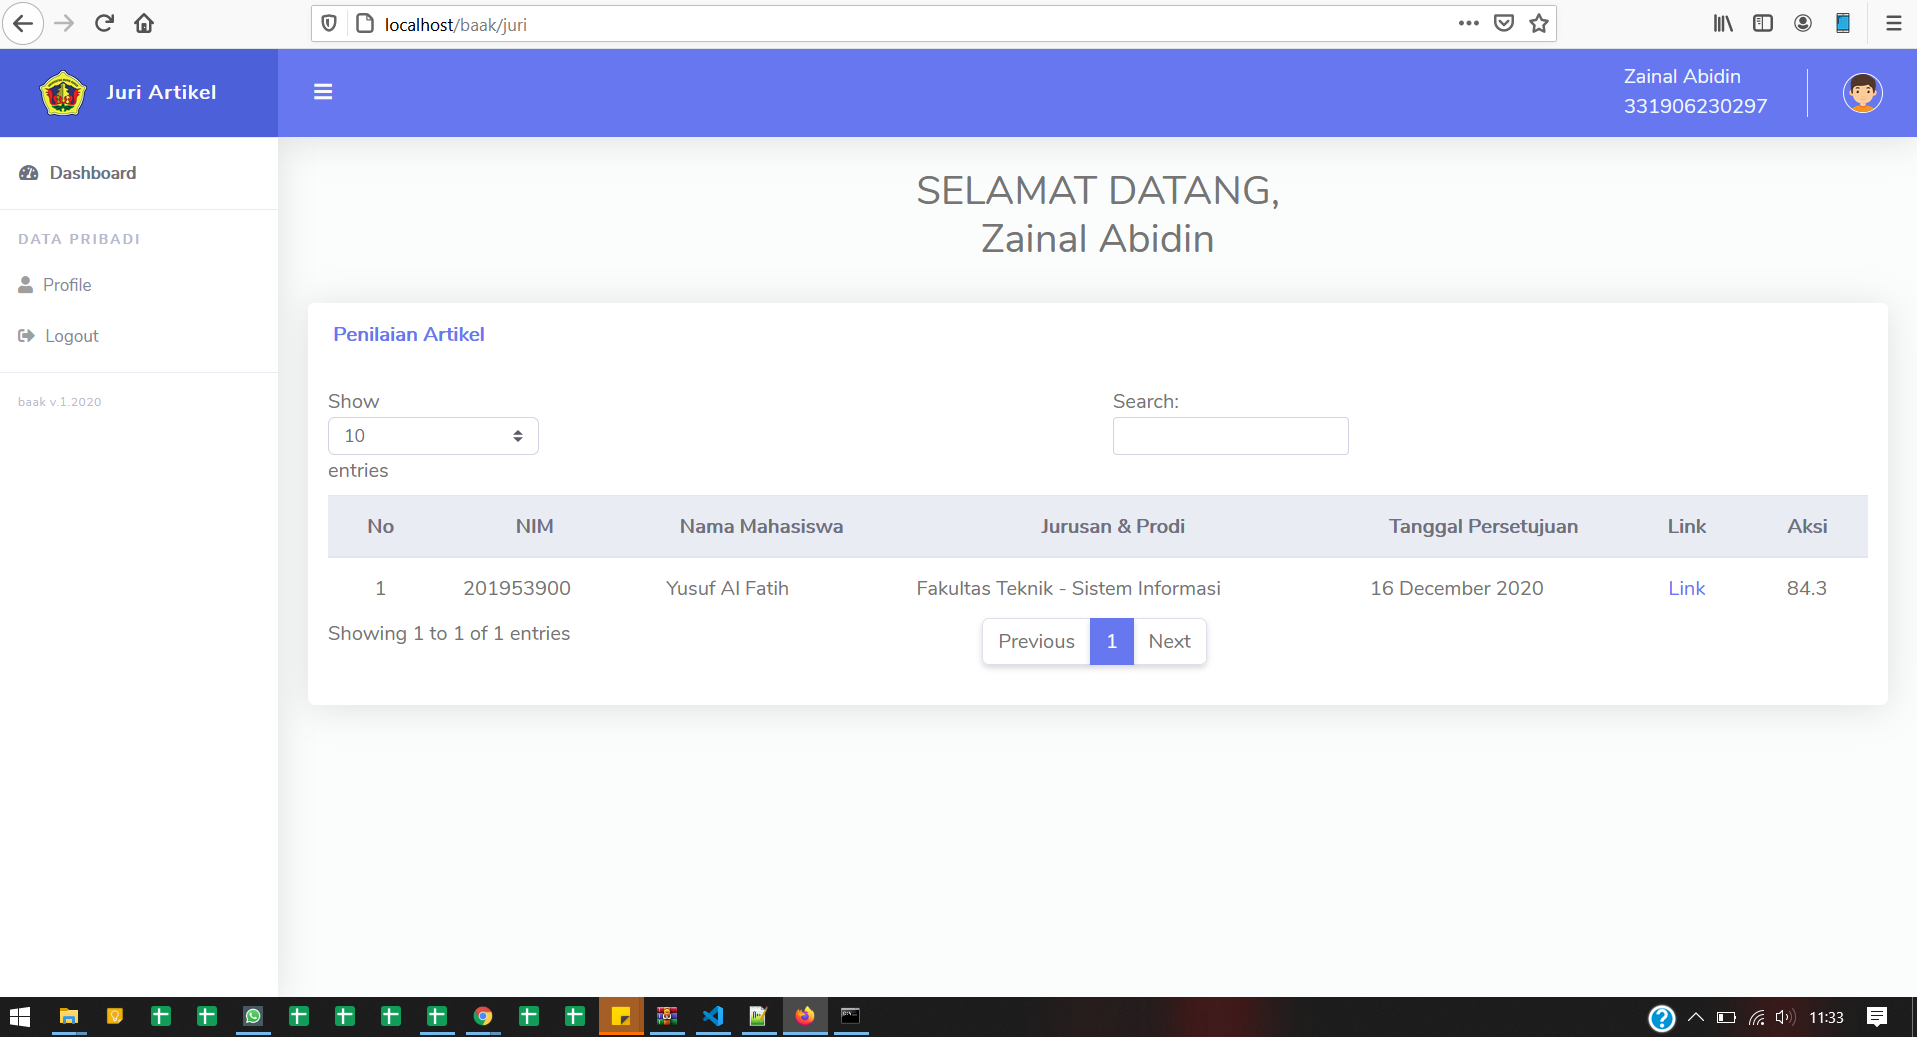 localhost/baak/juri
Juri Artikel
Zainal Abidin
331906230297
Dashboard
DATA PRIBADI
Profile
Logout
baak v.1.2020
SELAMAT DATANG,
Zainal Abidin
Penilaian Artikel
Show
10
entries
Search:
No NIM Nama Mahasiswa Jurusan & Prodi Tanggal Persetujuan Link Aksi
1 201953900 Yusuf Al Fatih Fakultas Teknik - Sistem Informasi 16 December 2020 Link 84.3
Showing 1 to 1 of 1 entries
Previous 1 Next
11:33